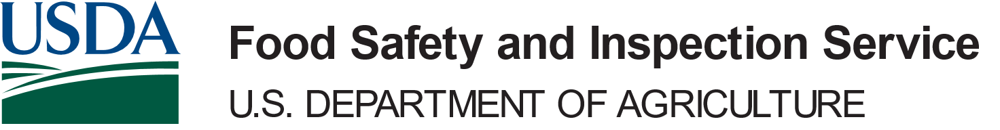 USDA
Food Safety and Inspection Service
U.S. DEPARTMENT OF AGRICULTURE